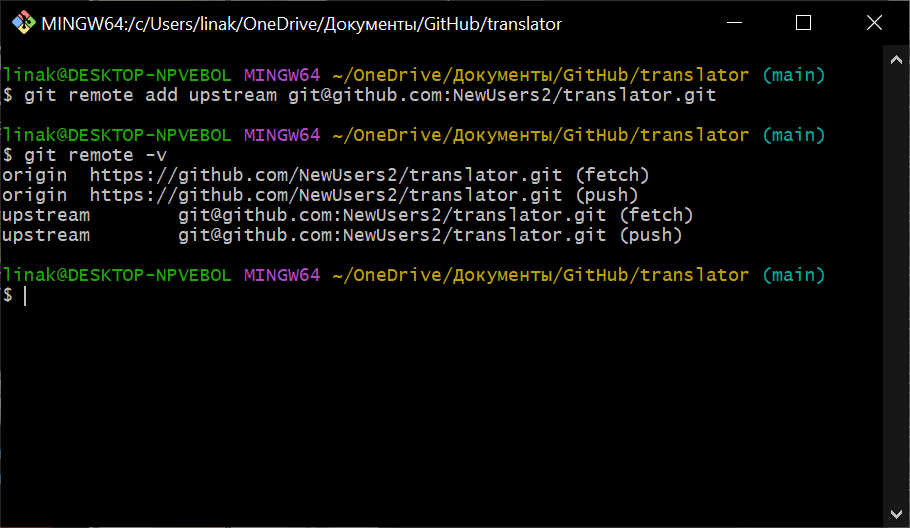 MINGW64:/c/Users/linak/OneDrive/Документы/GitHub/translator
linak@DESKTOP-NPVEBOL MINGW64 ~/OneDrive/Документы/GitHub/translator (main)
$ git remote add upstream git@github.com:NewUsers2/translator.git
linak@DESKTOP-NPVEBOL MINGW64 ~/OneDrive/Документы/GitHub/translator (main)
$ git remote -v
origin  https://github.com/NewUsers2/translator.git (fetch)
origin  https://github.com/NewUsers2/translator.git (push)
upstream        git@github.com:NewUsers2/translator.git (fetch)
upstream        git@github.com:NewUsers2/translator.git (push)
linak@DESKTOP-NPVEBOL MINGW64 ~/OneDrive/Документы/GitHub/translator (main)
$